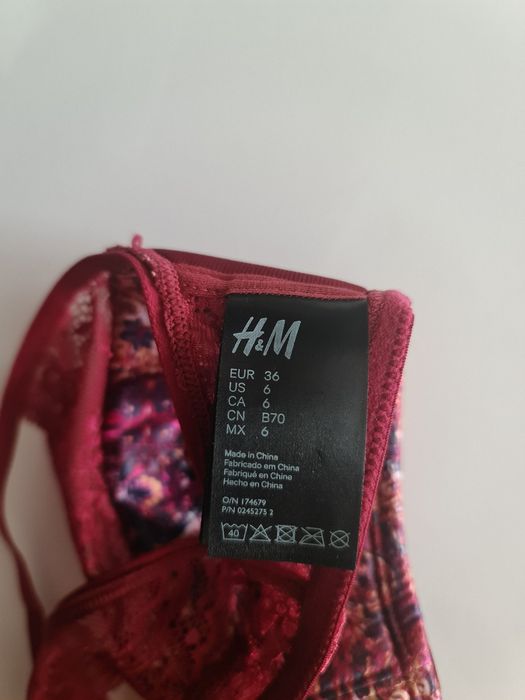 H&M
EUR 36
US 6
CA 6
CN B70
MX 6
Made in China
Fabricado em China
Fabriqué en Chine
Hecho en China
O/N 174679
P/N 0245275 2
40